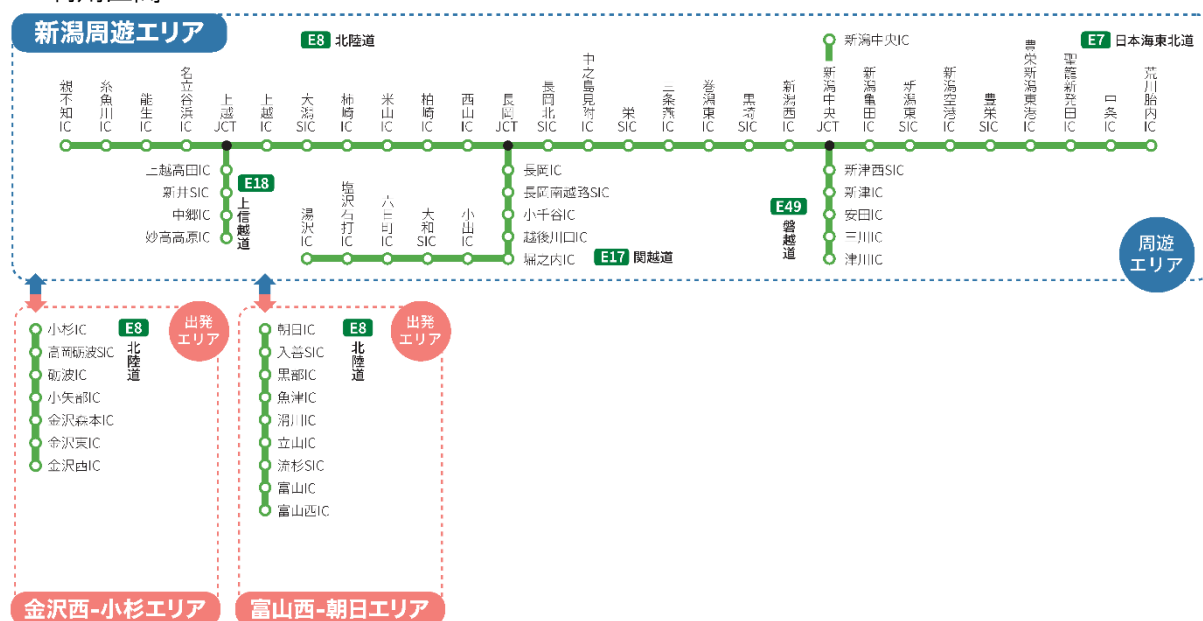 新潟周遊エリア
E8 北陸道
新潟中央IC
E7 日本海東北道
親不知IC
糸魚川IC
能生IC
名立谷浜IC
上越JCT
上越IC
大潟SIC
柿崎IC
米山IC
柏崎IC
西山IC
長岡JCT
長岡北SIC
中之島見附IC
栄SIC
三条燕IC
巻潟東IC
黒埼SIC
新潟西IC
新潟中央JCT
新潟亀田IC
新潟東SIC
新潟空港IC
豊栄SIC
豊栄新潟東港IC
聖籠新発田IC
中条IC
荒川胎内IC
上越高田IC
新井SIC
中郷IC
妙高高原IC
E18 上信越道
湯沢IC
塩沢石打IC
六日町IC
大和SIC
小出IC
長岡IC
長岡南越路SIC
小千谷IC
越後川口IC
堀之内IC
E17 関越道
E49 磐越道
新津西SIC
新津IC
安田IC
三川IC
津川IC
周遊
エリア
出発
エリア
小杉IC
高岡砺波SIC
砺波IC
小矢部IC
金沢森本IC
金沢東IC
金沢西IC
E8 北陸道
金沢西-小杉エリア
出発
エリア
朝日IC
入善SIC
黒部IC
魚津IC
滑川IC
立山IC
流杉SIC
富山IC
富山西IC
E8 北陸道
富山西-朝日エリア